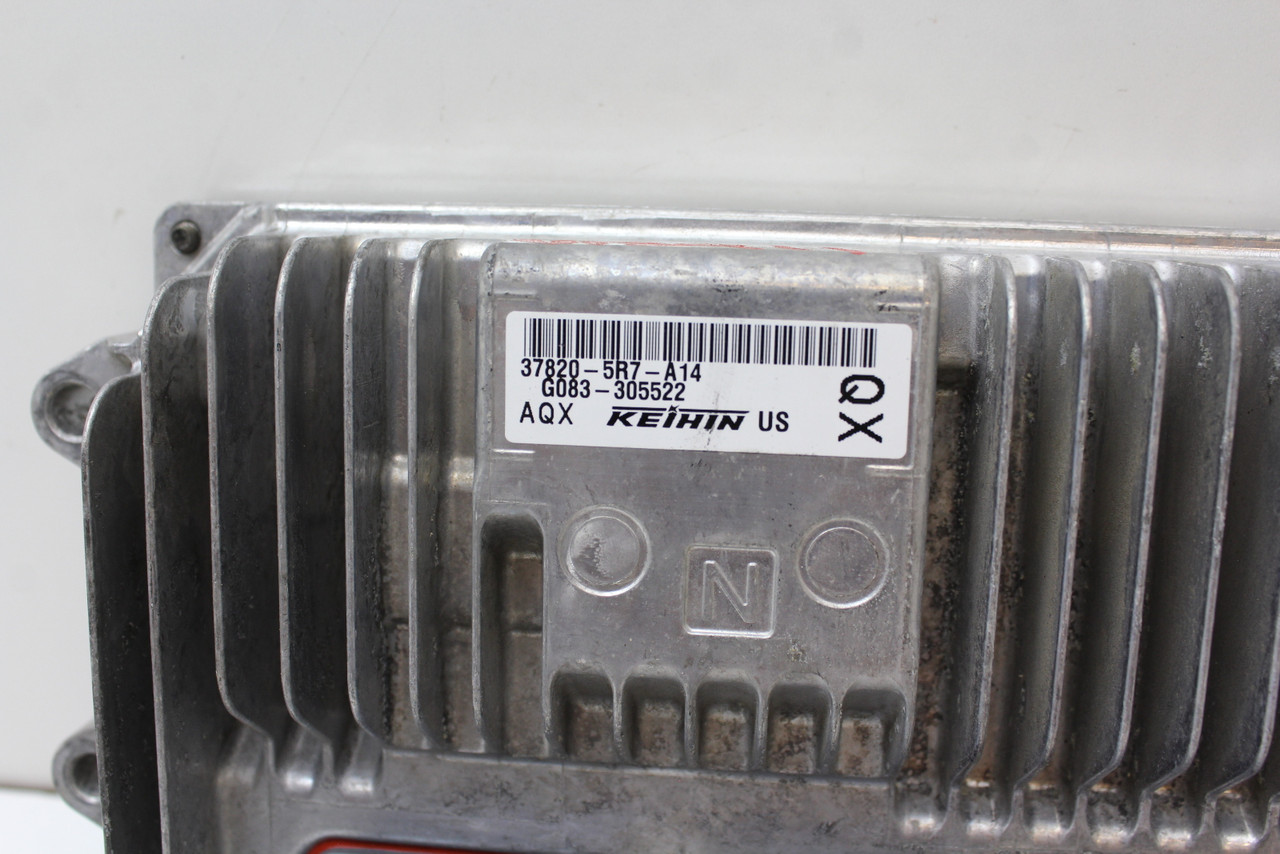 37820-5R7-A14
G083-305522
AQX KEIHIN US
QX
N